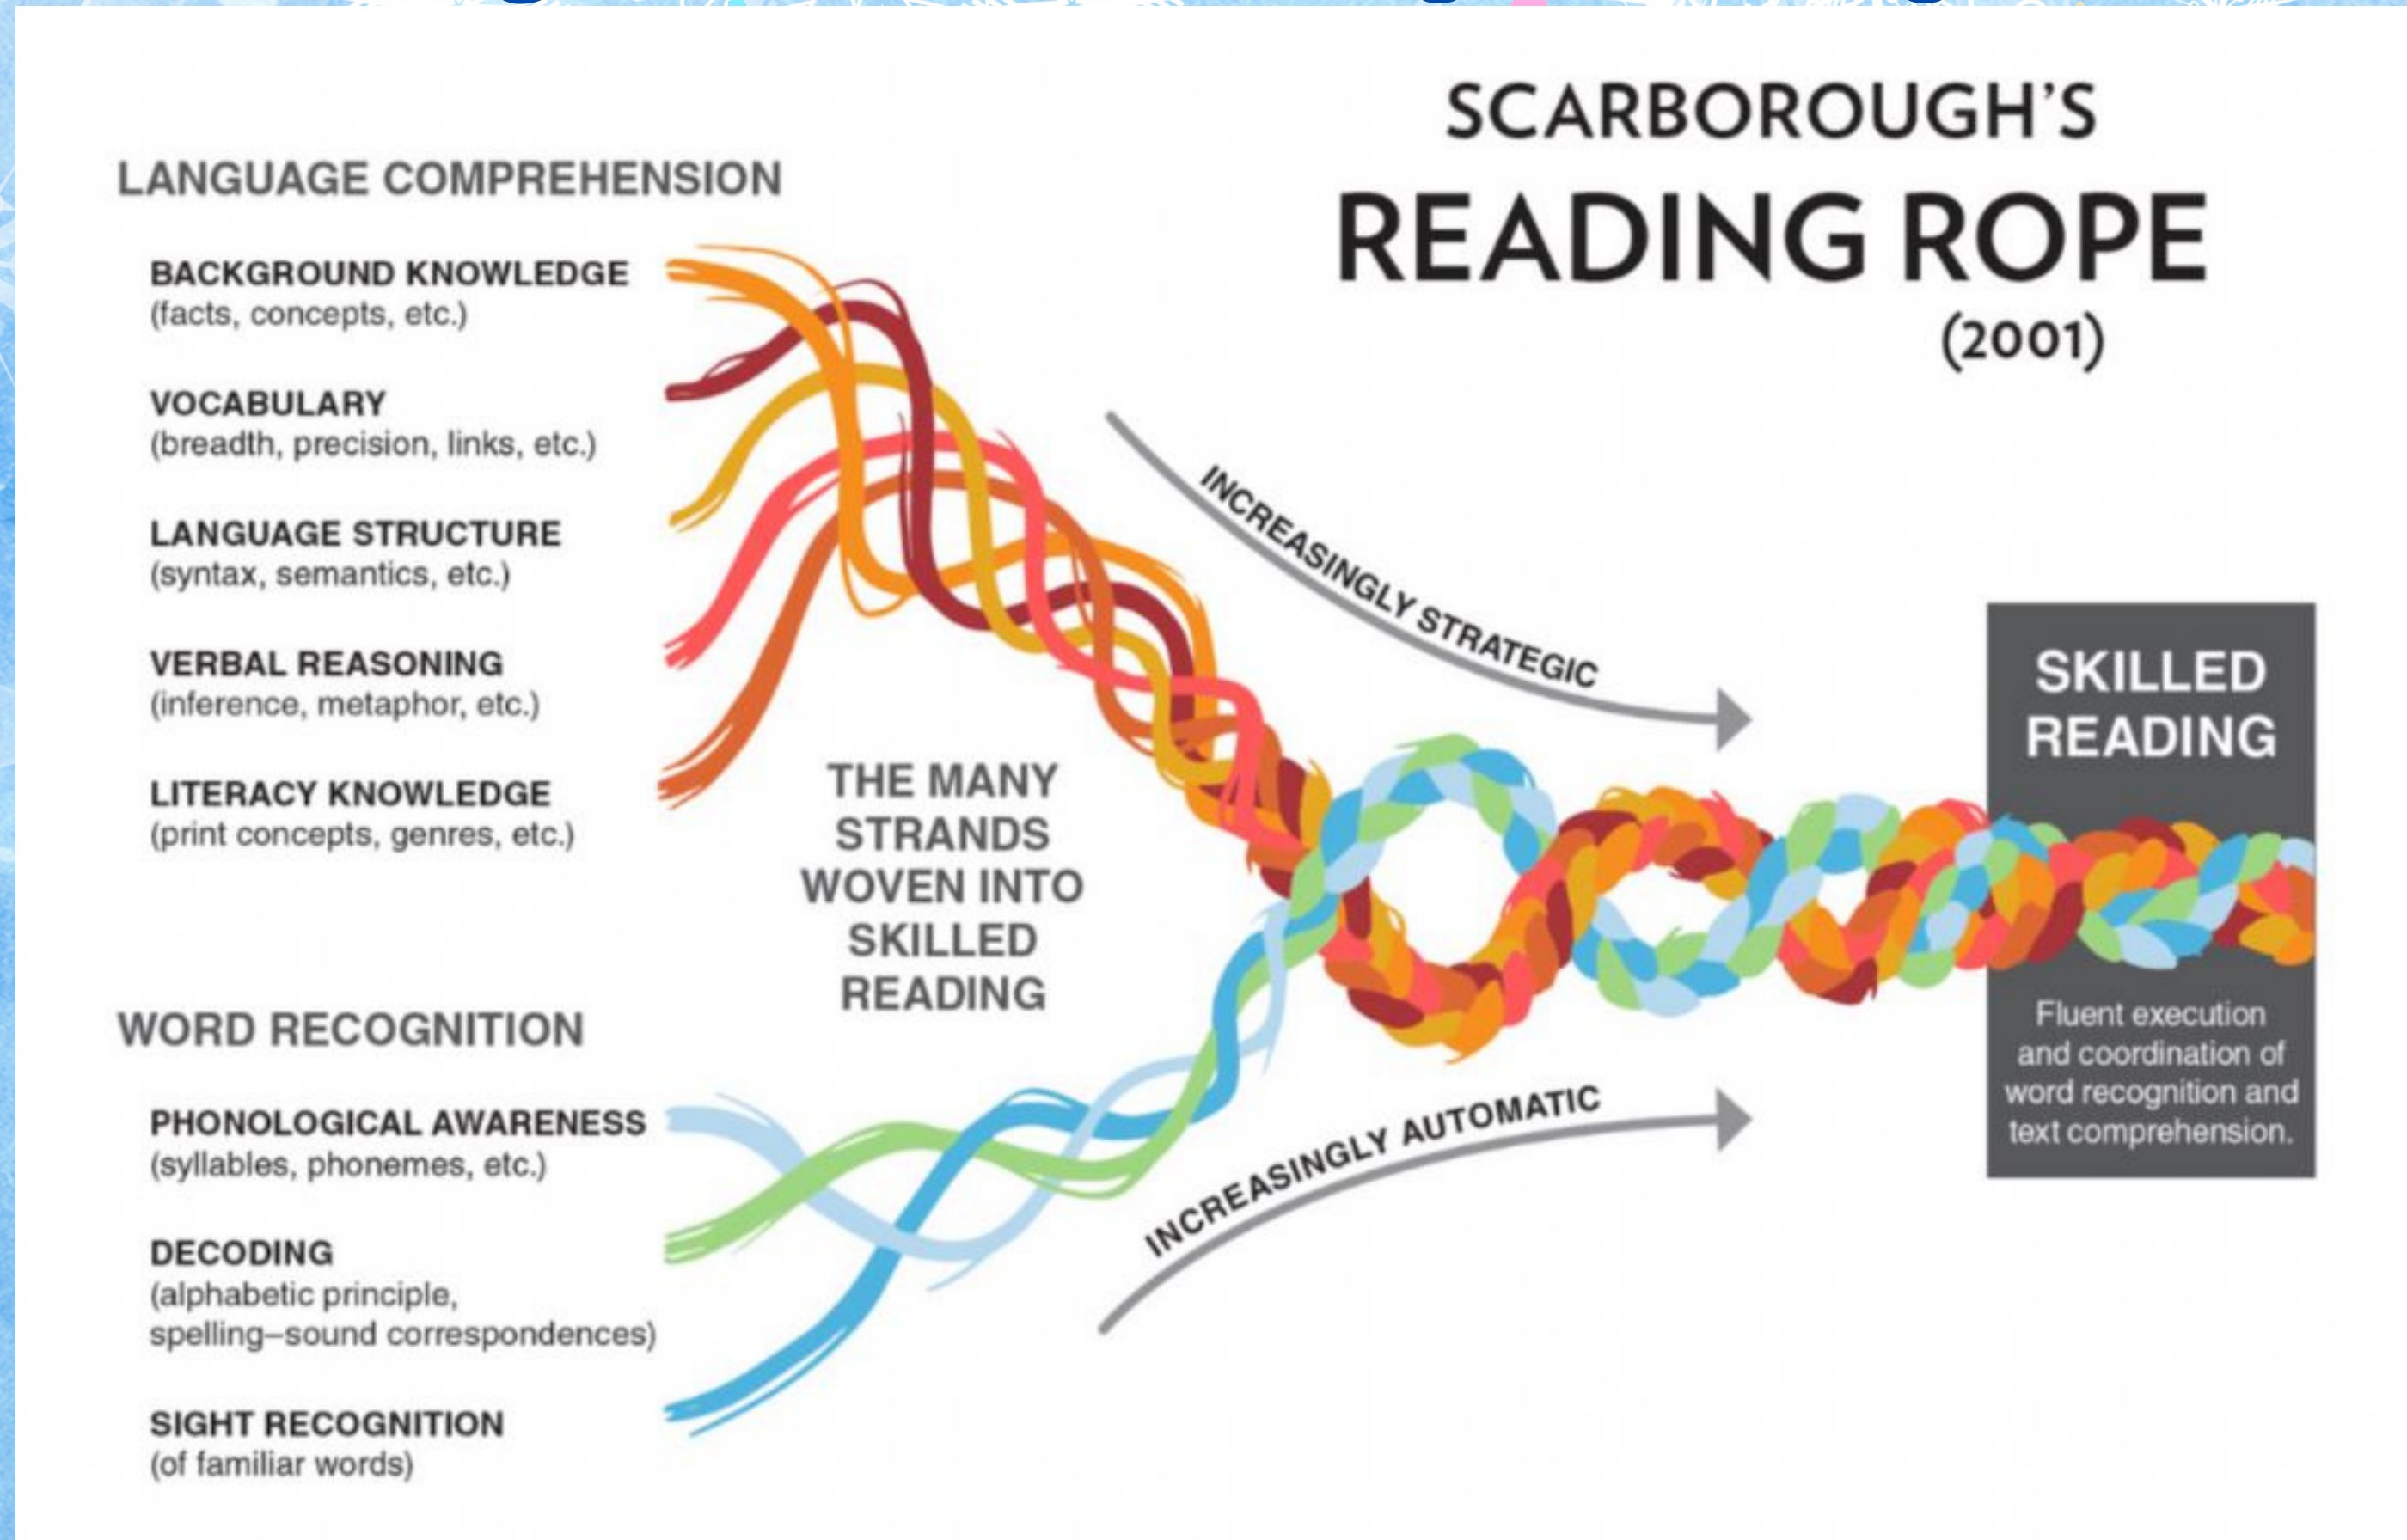 SCARBOROUGH'S
READING ROPE
(2001)
LANGUAGE COMPREHENSION
BACKGROUND KNOWLEDGE
(facts, concepts, etc.)
VOCABULARY
(breadth, precision, links, etc.)
LANGUAGE STRUCTURE
(syntax, semantics, etc.)
VERBAL REASONING
(inference, metaphor, etc.)
LITERACY KNOWLEDGE
(print concepts, genres, etc.)
WORD RECOGNITION
PHONOLOGICAL AWARENESS
(syllables, phonemes, etc.)
DECODING
(alphabetic principle,
spelling–sound correspondences)
SIGHT RECOGNITION
(of familiar words)
THE MANY
STRANDS
WOVEN INTO
SKILLED
READING
INCREASINGLY STRATEGIC
INCREASINGLY AUTOMATIC
SKILLED
READING
Fluent execution
and coordination of
word recognition and
text comprehension.